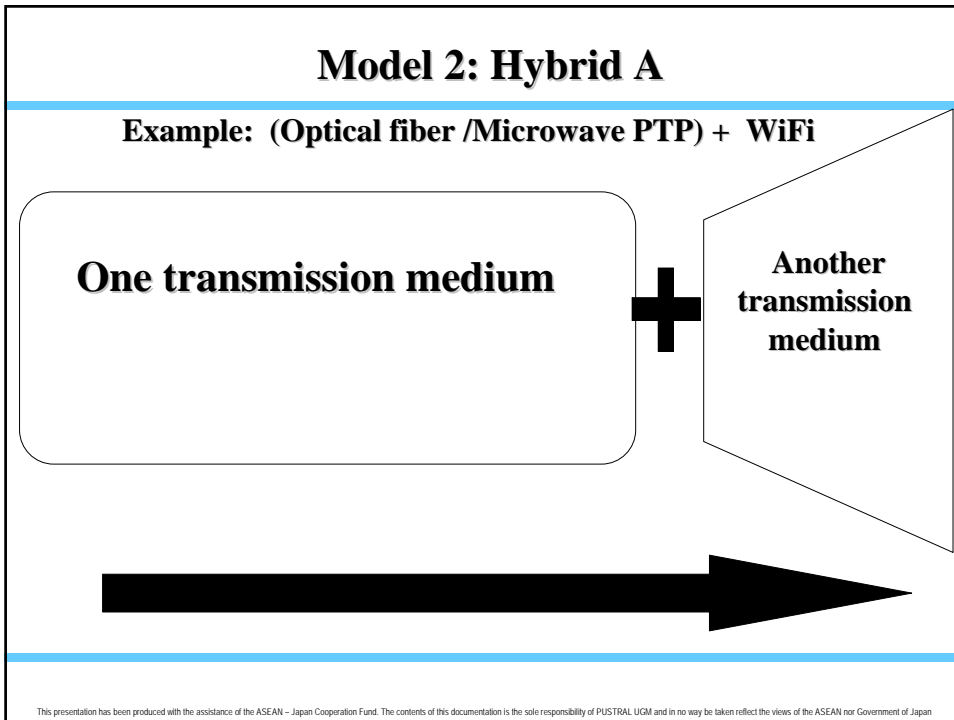 Model 2: Hybrid A
Example: (Optical fiber /Microwave PTP) + WiFi
One transmission medium
Another
transmission
medium
This presentation has been produced with the assistance of the ASEAN – Japan Cooperation Fund. The contents of this documentation is the sole responsibility of PUSTRAL UGM and in no way be taken reflect the views of the ASEAN nor Government of Japan